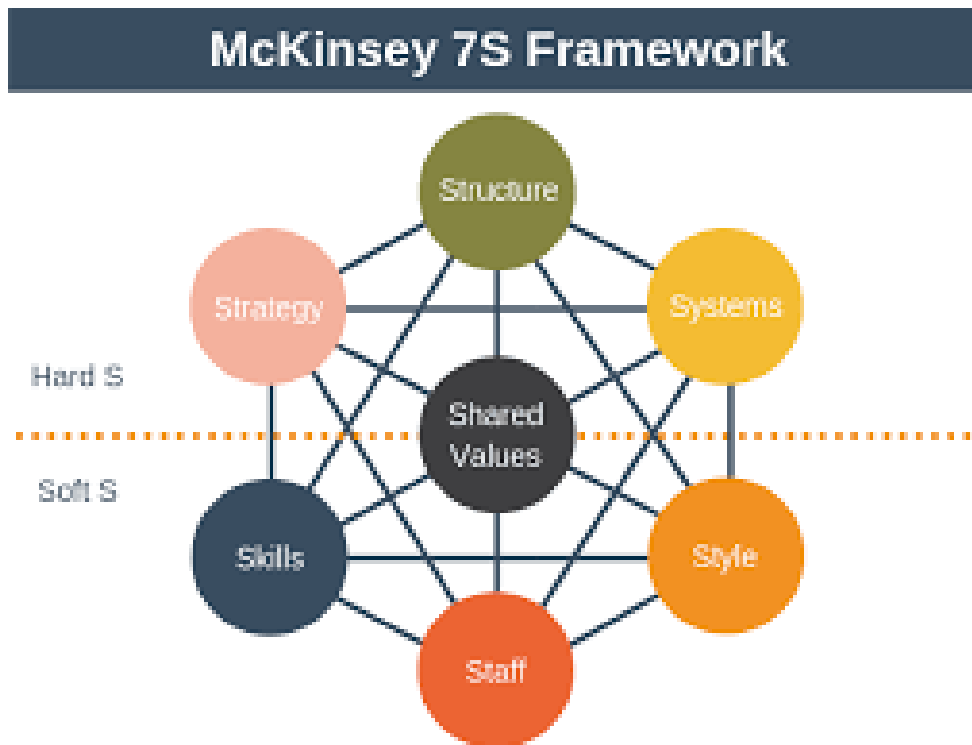 McKinsey 7S Framework
Structure
Strategy
Systems
Hard S
Shared
Values
Soft S
Skills
Style
Staff